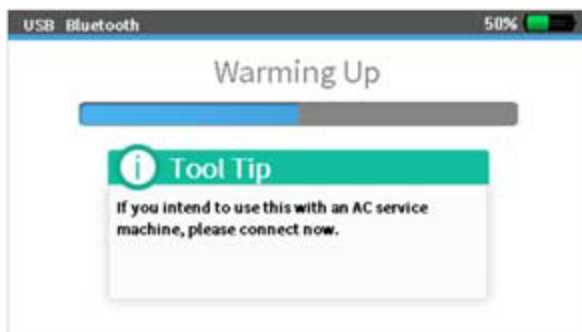 USB Bluetooth 50%
Warming Up
i Tool Tip
If you intend to use this with an AC service
machine, please connect now.